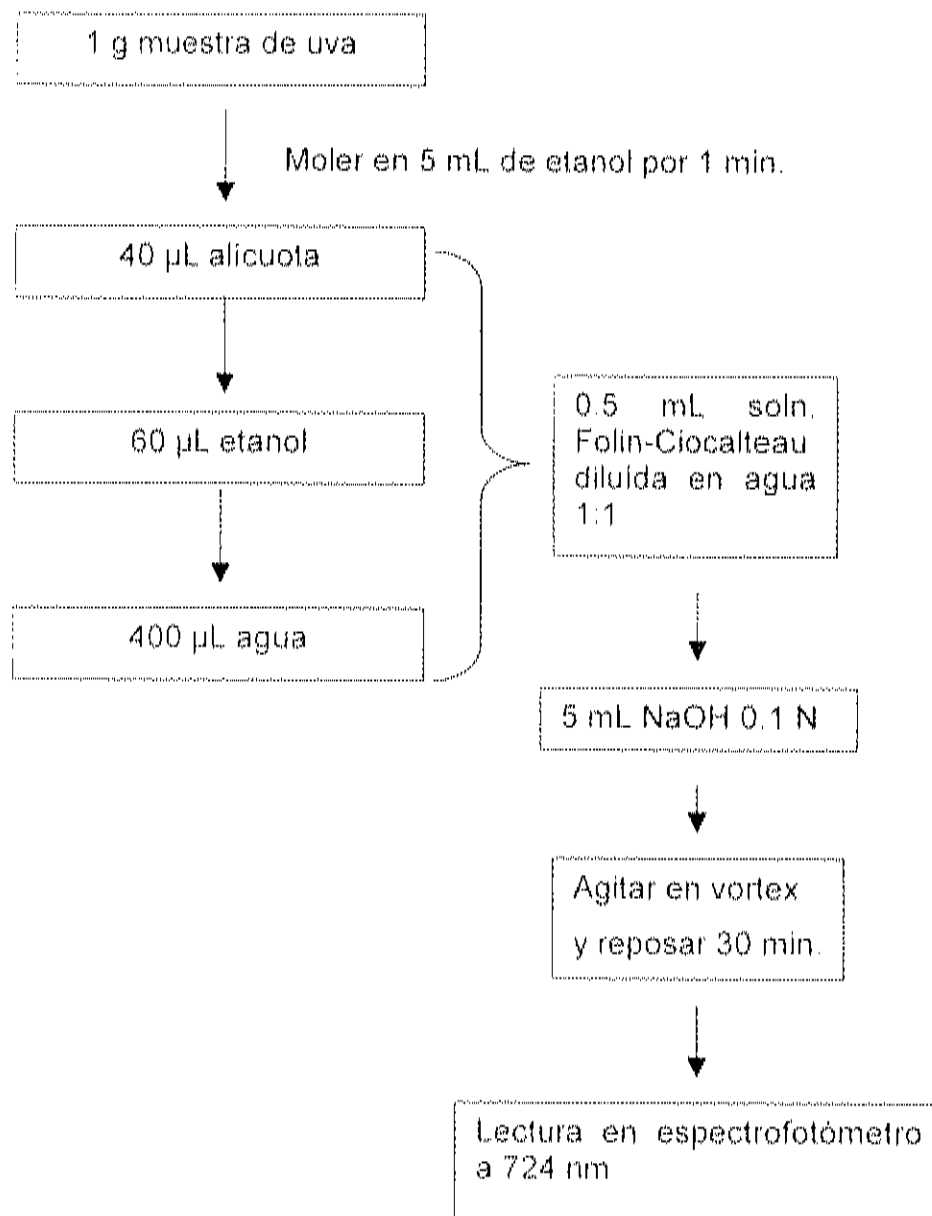 1 g muestra de uva
Moler en 5 mL de etanol por 1 min.
40 µL alícuota
60 µL etanol
400 µL agua
0.5 mL soln.
Folin-Ciocalteau
diluída en agua
1:1
5 mL NaOH 0.1 N
Agitar en vortex
y reposar 30 min.
Lectura en espectrofotómetro
a 724 nm